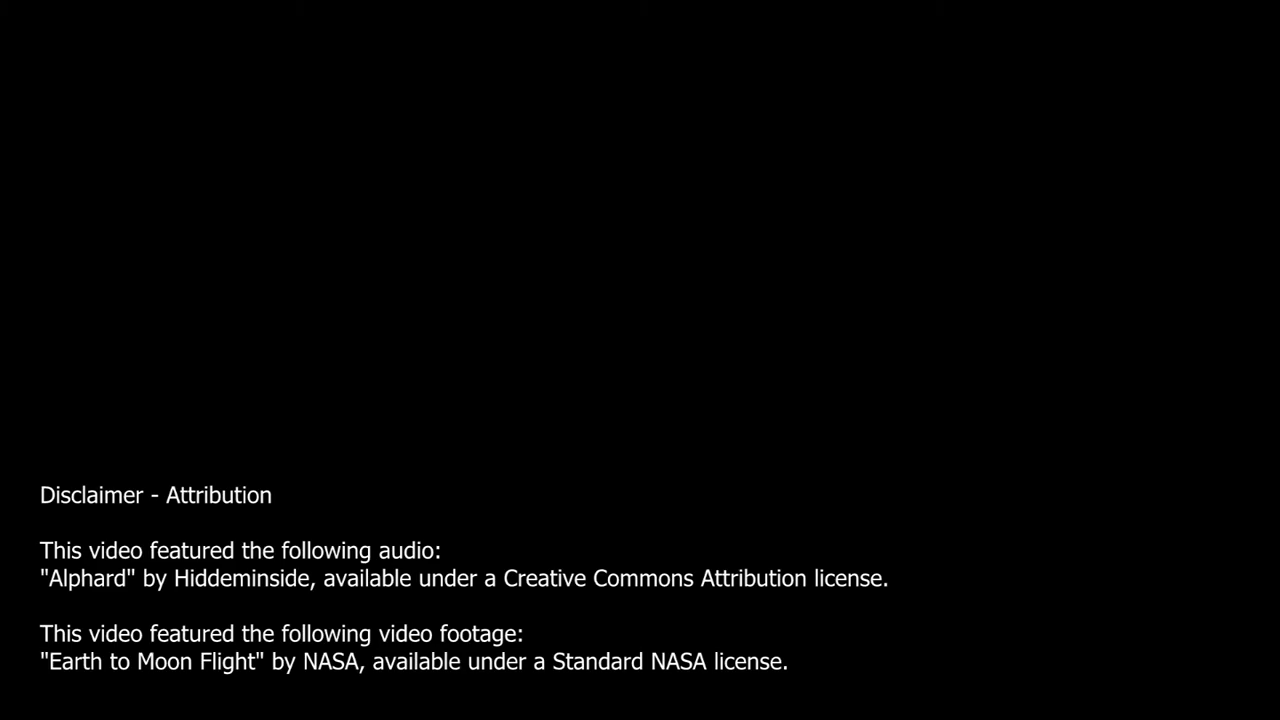 Disclaimer - Attribution
This video featured the following audio:
"Alphard" by Hiddeminside, available under a Creative Commons Attribution license.
This video featured the following video footage:
"Earth to Moon Flight" by NASA, available under a Standard NASA license.